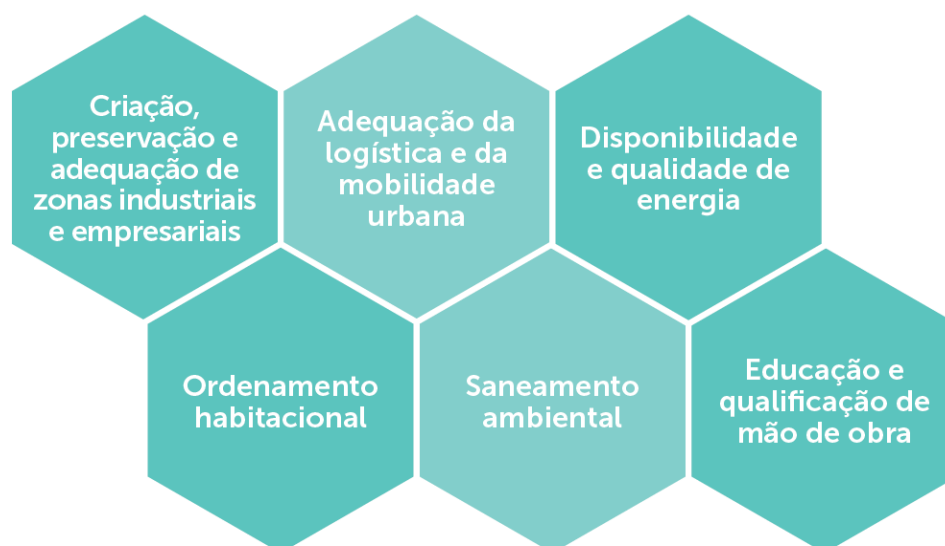 Criação,
preservação e
adequação de
zonas industriais
e empresariais
Adequação da
logística e da
mobilidade
urbana
Disponibilidade
e qualidade de
energia
Ordenamento
habitacional
Saneamento
ambiental
Educação e
qualificação de
mão de obra